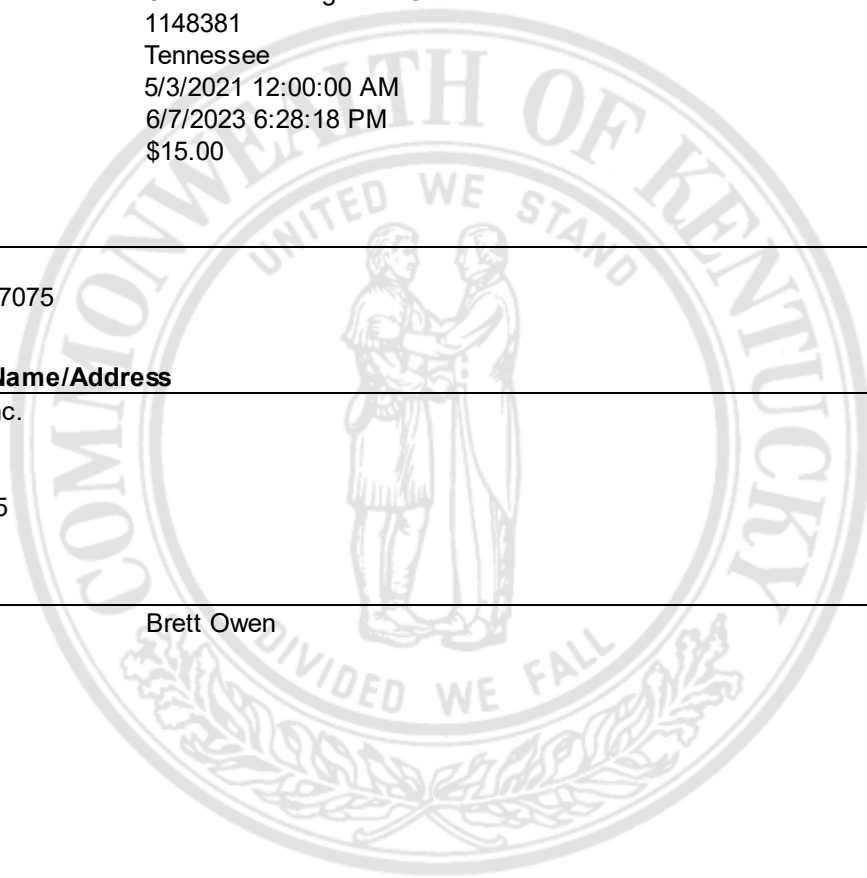 1148381
Tennessee
5/3/2021 12:00:00 AM
6/7/2023 6:28:18 PM
$15.00
7075
Name/Address
nc.
5
Brett Owen
COMMONWEALTH OF KENTUCKY
UNITED WE STAND
DIVIDED WE FALL